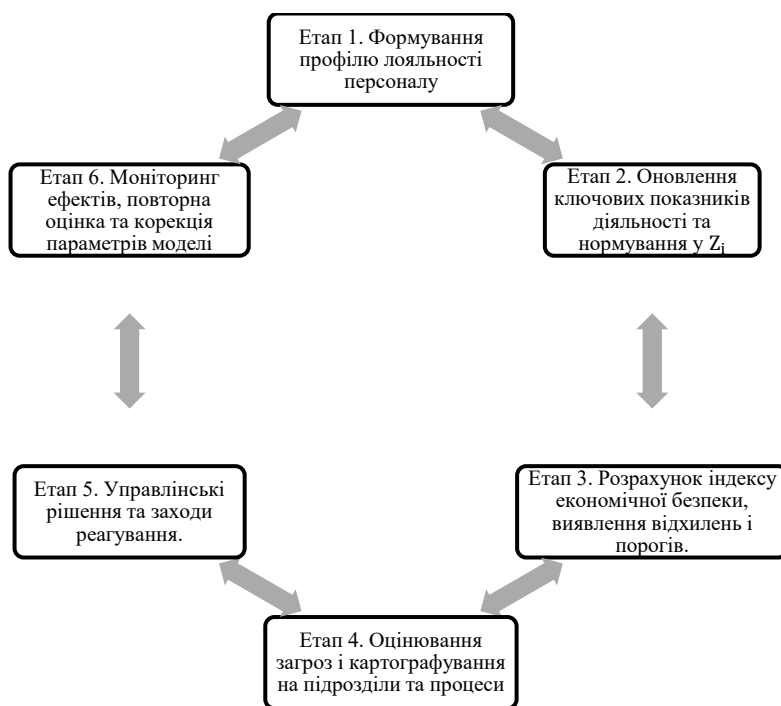 Етап 1. Формування
профілю лояльності
персоналу
Етап 2. Оновлення
ключових показників
діяльності та
нормування у Zᵢ
Етап 3. Розрахунок індексу
економічної безпеки,
виявлення відхилень і
порогів.
Етап 4. Оцінювання
загроз і картографування
на підрозділи та процеси
Етап 5. Управлінські
рішення та заходи
реагування.
Етап 6. Моніторинг
ефектів, повторна
оцінка та корекція
параметрів моделі